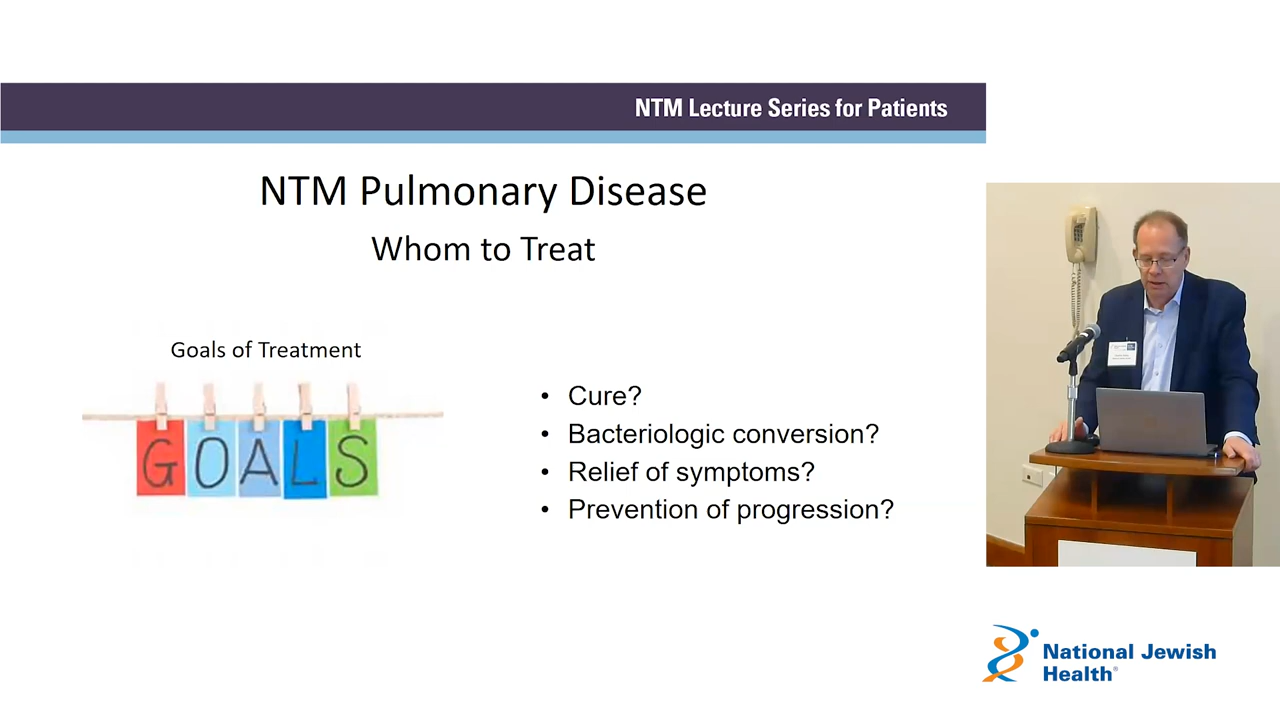 NTM Lecture Series for Patients
NTM Pulmonary Disease
Whom to Treat
Goals of Treatment
GOALS
• Cure?
• Bacteriologic conversion?
• Relief of symptoms?
• Prevention of progression?
National Jewish
Health®